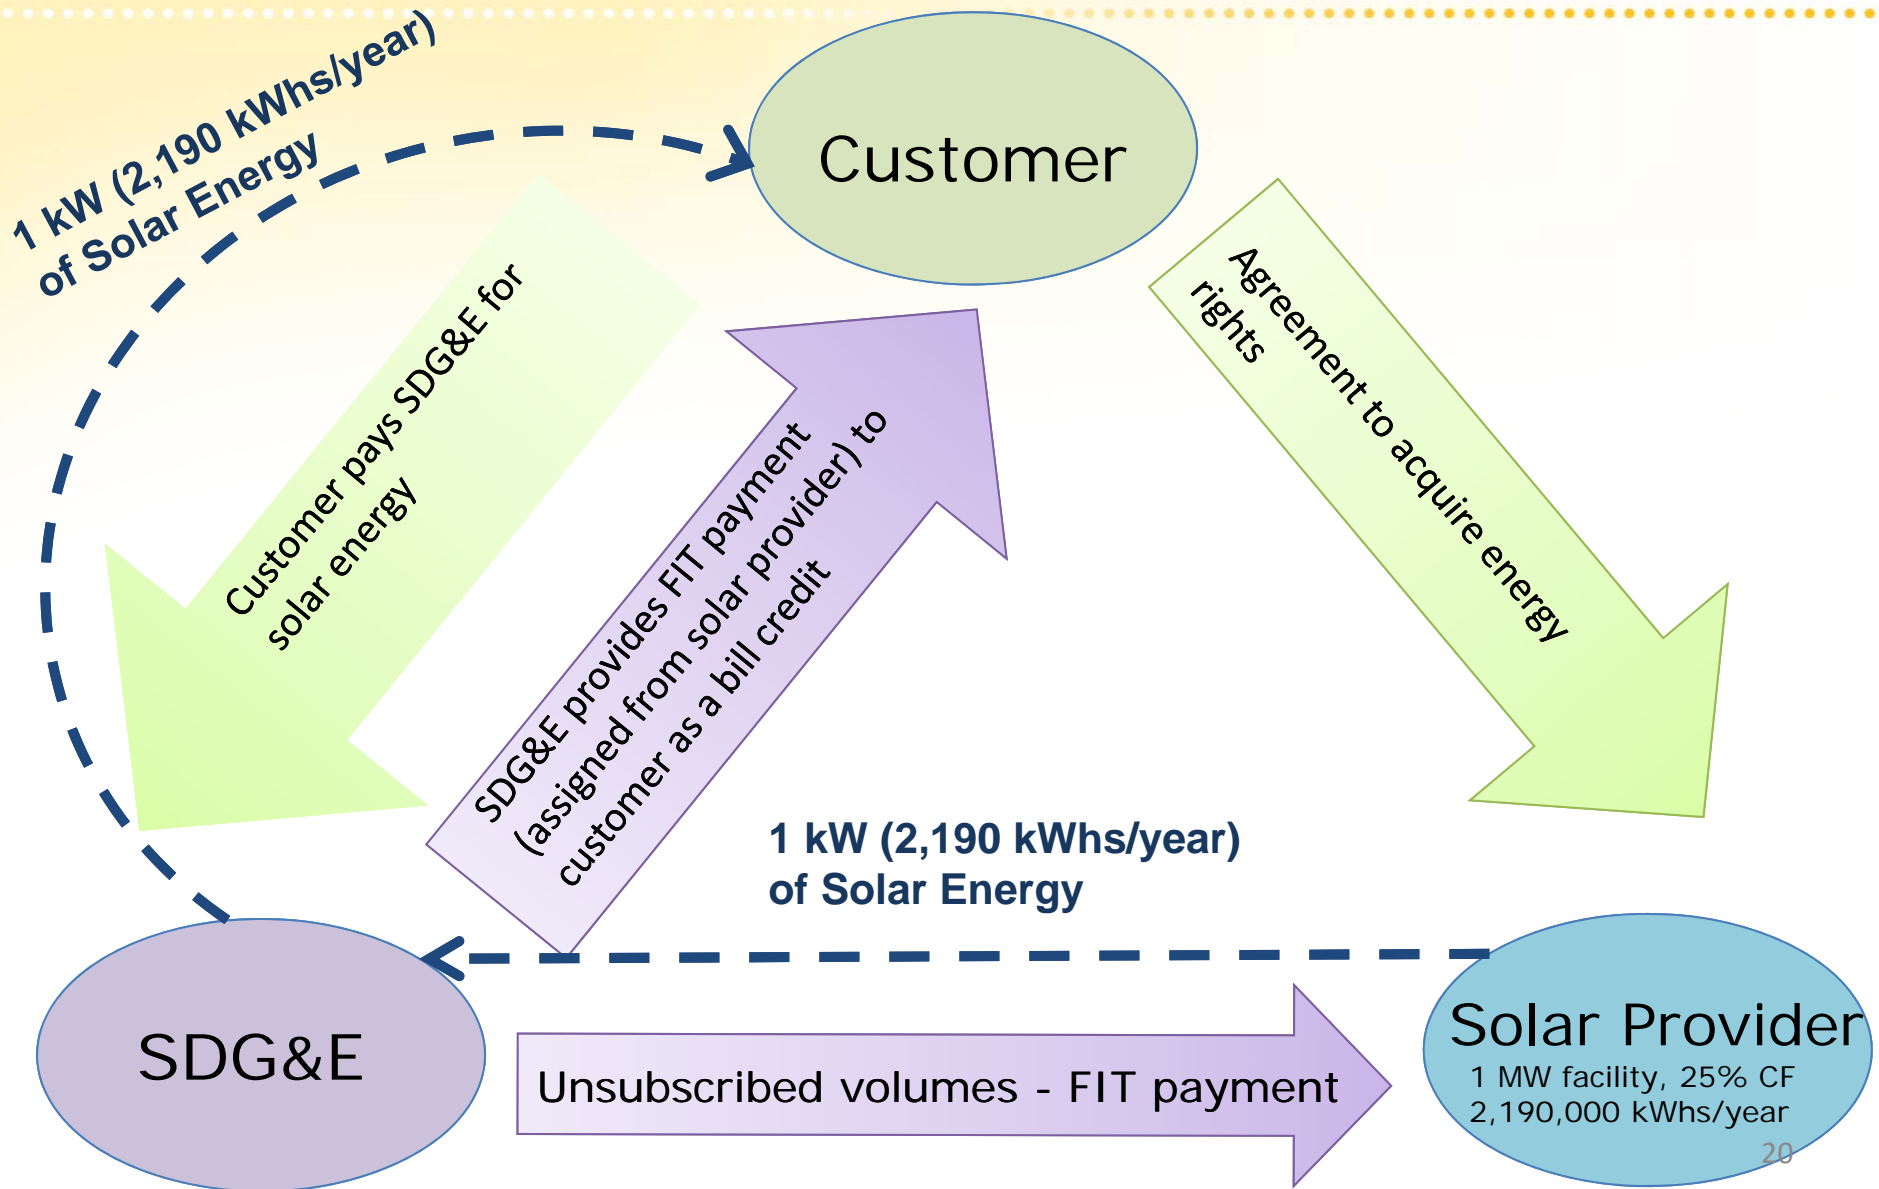 1 kW (2,190 kWhs/year)
of Solar Energy
Customer
Customer pays SDG&E for
solar energy
SDG&E provides FIT payment
(assigned from solar provider) to
customer as a bill credit
Agreement to acquire energy
rights
1 kW (2,190 kWhs/year)
of Solar Energy
SDG&E
Unsubscribed volumes - FIT payment
Solar Provider
1 MW facility, 25% CF
2,190,000 kWhs/year
20